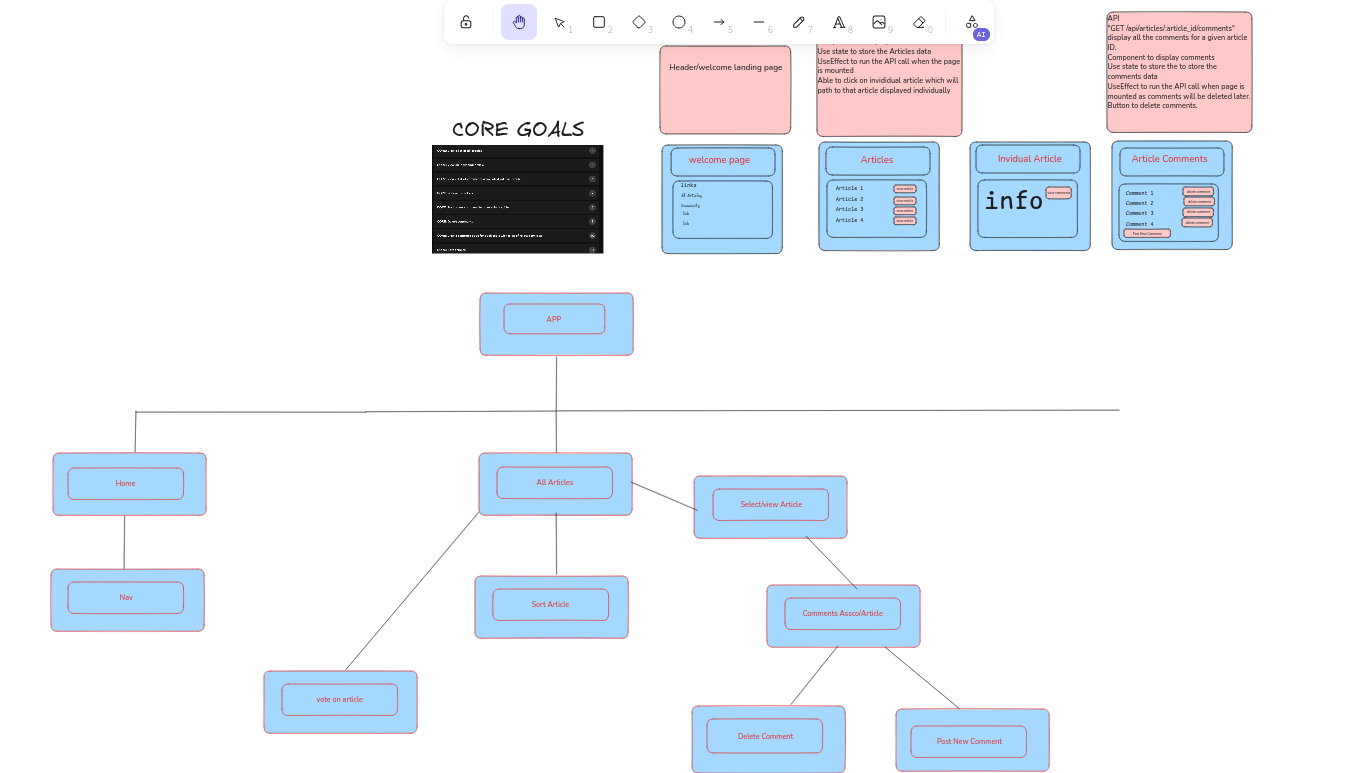 1
2
3
4
5
6
7
8
9
0
AI
Header/welcome landing page
Use state to store the Articles data
UseEffect to run the API call when the page
is mounted
Able to click on invididual article which will
path to that article displayed individually
API
"GET /api/articles/:article_id/comments"
display all the comments for a given article
ID.
Component to display comments
Use state to store the to store the
comments data
UseEffect to run the API call when page is
mounted as comments will be deleted later.
Button to delete comments.
CORE GOALS
welcome page
links
All Articles
Comments
Articles
Article 1
view article
Article 2
view article
Article 3
view article
Article 4
view article
Invidual Article
info
view comments
Article Comments
Comment 1
delete comment
Comment 2
delete comment
Comment 3
delete comment
Comment 4
delete comment
Post New Comment
APP
Home
All Articles
Select/view Article
Nav
Sort Article
Comments Assco/Article
vote on article
Delete Comment
Post New Comment